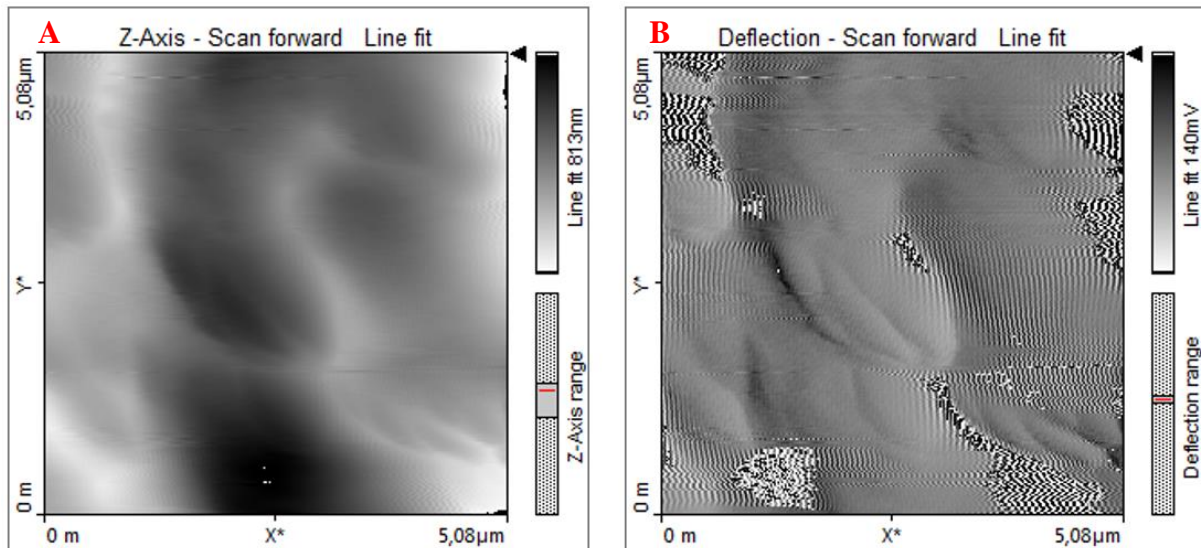 A
Z-Axis - Scan forward Line fit
5,08µm
Y*
0 m
0 m
X*
5,08µm
Line fit 813nm
Z-Axis range
B
Deflection - Scan forward Line fit
5,08µm
Y*
0 m
0 m
X*
5,08µm
Line fit 140mV
Deflection range